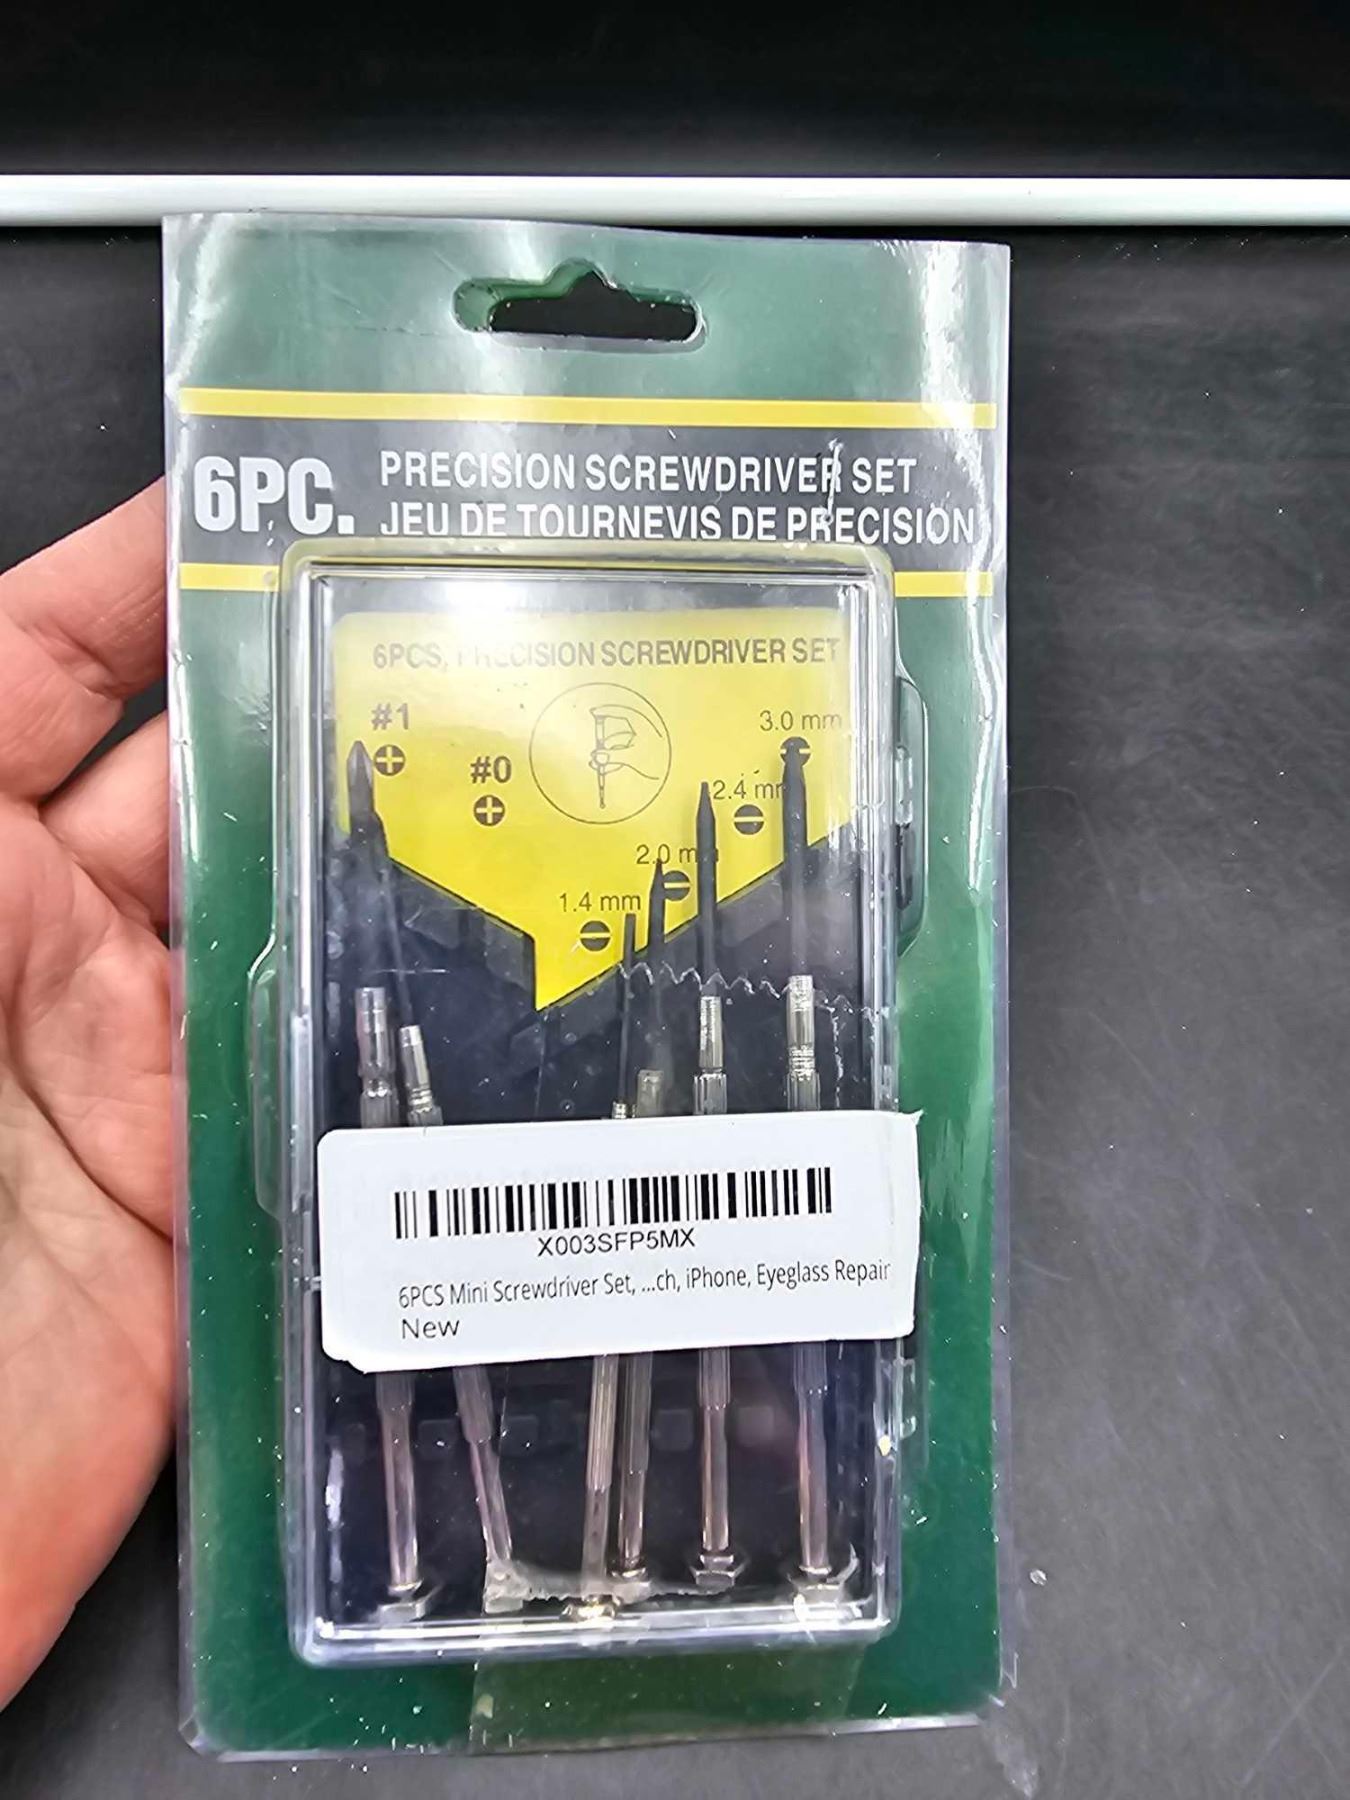 6PC. PRECISION SCREWDRIVER SET
JEU DE TOURNEVIS DE PRECISION
6PCS, PRECISION SCREWDRIVER SET
#1
#0
3.0 mm
2.4 mm
2.0 mm
1.4 mm
X003SFP5MX
6PCS Mini Screwdriver Set, ...ch, iPhone, Eyeglass Repair
New